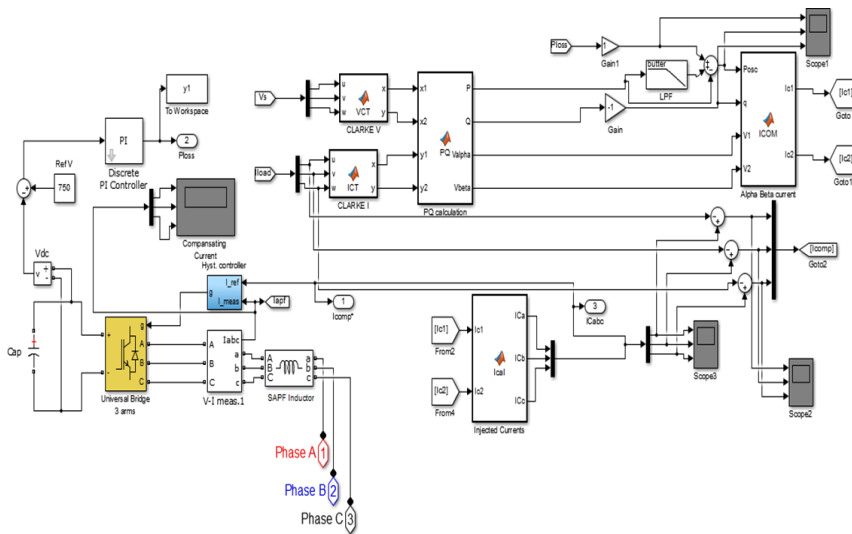 y1
To Workspace
PI
Discrete
PI Controller
2
Ploss
Ref V
750
Vdc
v
+
-
Compansating
Current
Hyst. controller
g
I_ref
I_meas
Iapf
1
Icomp*
+
-
g
A
B
C
Universal Bridge
3 arms
A
B
C
Iabc
a
b
c
V-I meas.1
A
B
C
a
b
c
SAPF Inductor
Phase A
1
Phase B
2
Phase C
3
Vs
u
v
w
VCT
x
y
CLARKE V
Iload
u
v
w
ICT
x
y
CLARKE I
x1
x2
y1
y2
PQ
P
Q
Valpha
Vbeta
PQ calculation
Ploss
1
Gain1
butter
LPF
-1
Gain
Scope1
Poso
q
V1
V2
ICOM
Ic1
Ic2
Alpha Beta current
[Ic1]
Goto
[Ic2]
Goto1
[Icomp]
Goto2
3
ICabc
[Ic1]
From2
[Ic2]
From4
Ic1
Ic2
Ical
ICa
ICb
ICc
Injected Currents
Scope3
Scope2